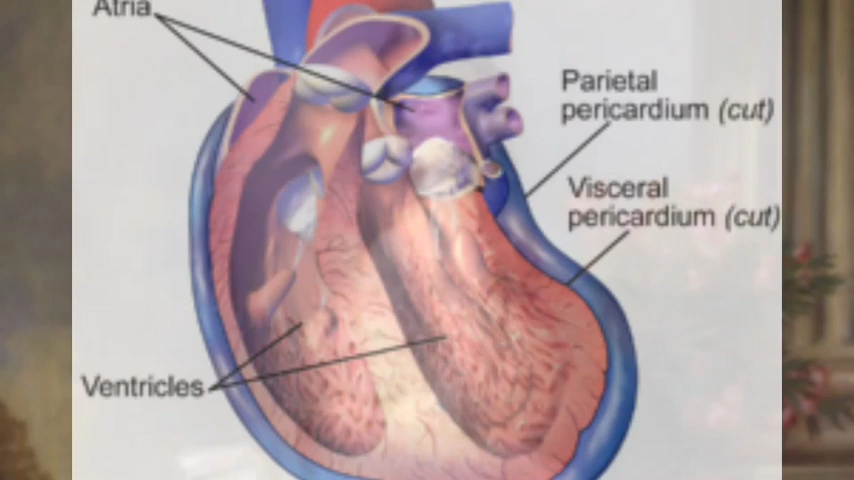 Atria
Parietal
pericardium (cut)
Visceral
pericardium (cut)
Ventricles